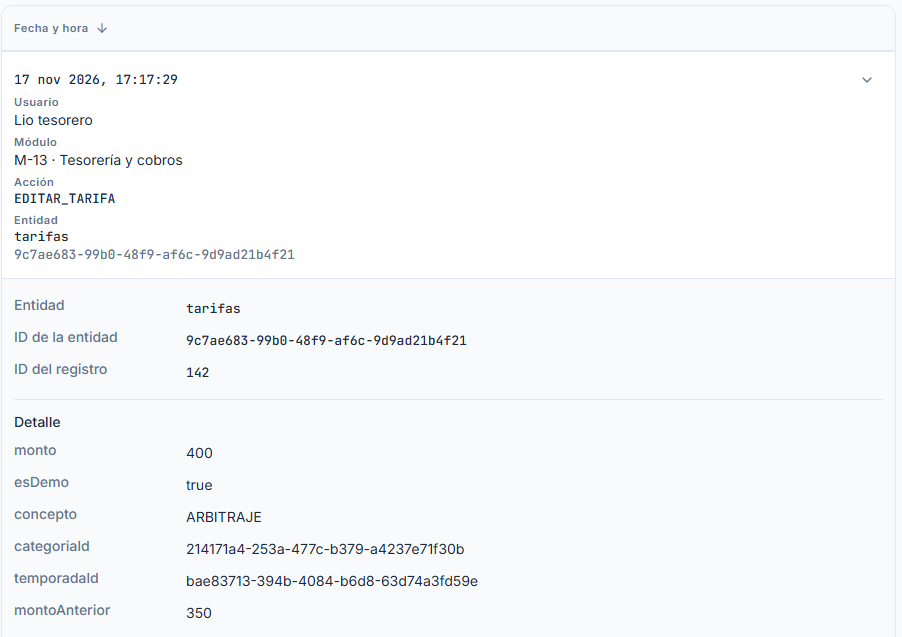 Fecha y hora ↓
17 nov 2026, 17:17:29
Usuario
Lio tesorero
Módulo
M-13 · Tesorería y cobros
Acción
EDITAR_TARIFA
Entidad
tarifas
9c7ae683-99b0-48f9-af6c-9d9ad21b4f21
Entidad tarifas
ID de la entidad 9c7ae683-99b0-48f9-af6c-9d9ad21b4f21
ID del registro 142
Detalle
monto 400
esDemo true
concepto ARBITRAJE
categoriaId 214171a4-253a-477c-b379-a4237e71f30b
temporadaId bae83713-394b-4084-b6d8-63d74a3fd59e
montoAnterior 350